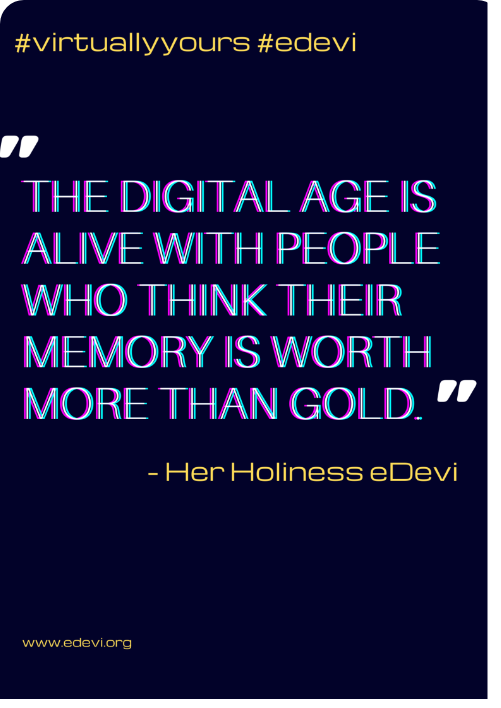 #virtuallyyours #edevi
"
THE DIGITAL AGE IS
ALIVE WITH PEOPLE
WHO THINK THEIR
MEMORY IS WORTH
MORE THAN GOLD. "
- Her Holiness eDevi
www.edevi.org